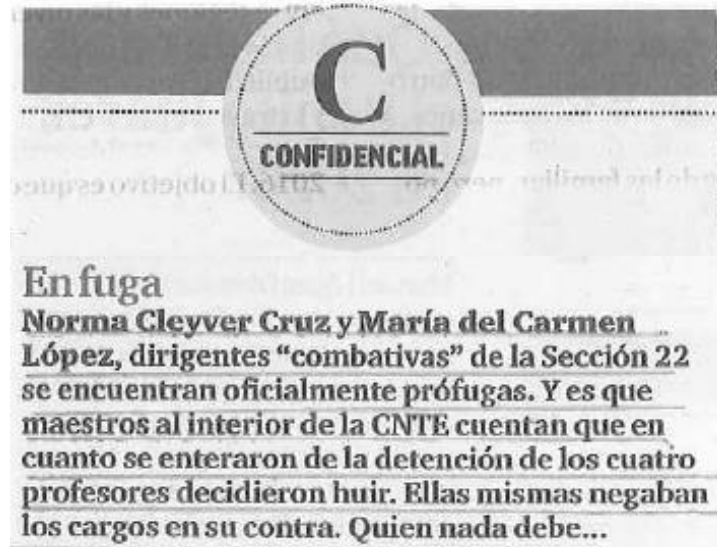 C
CONFIDENCIAL
En fuga
Norma Cleyver Cruz y María del Carmen
López, dirigentes “combativas” de la Sección 22
se encuentran oficialmente prófugas. Y es que
maestros al interior de la CNTE cuentan que en
cuanto se enteraron de la detención de los cuatro
profesores decidieron huir. Ellas mismas negaban
los cargos en su contra. Quien nada debe...